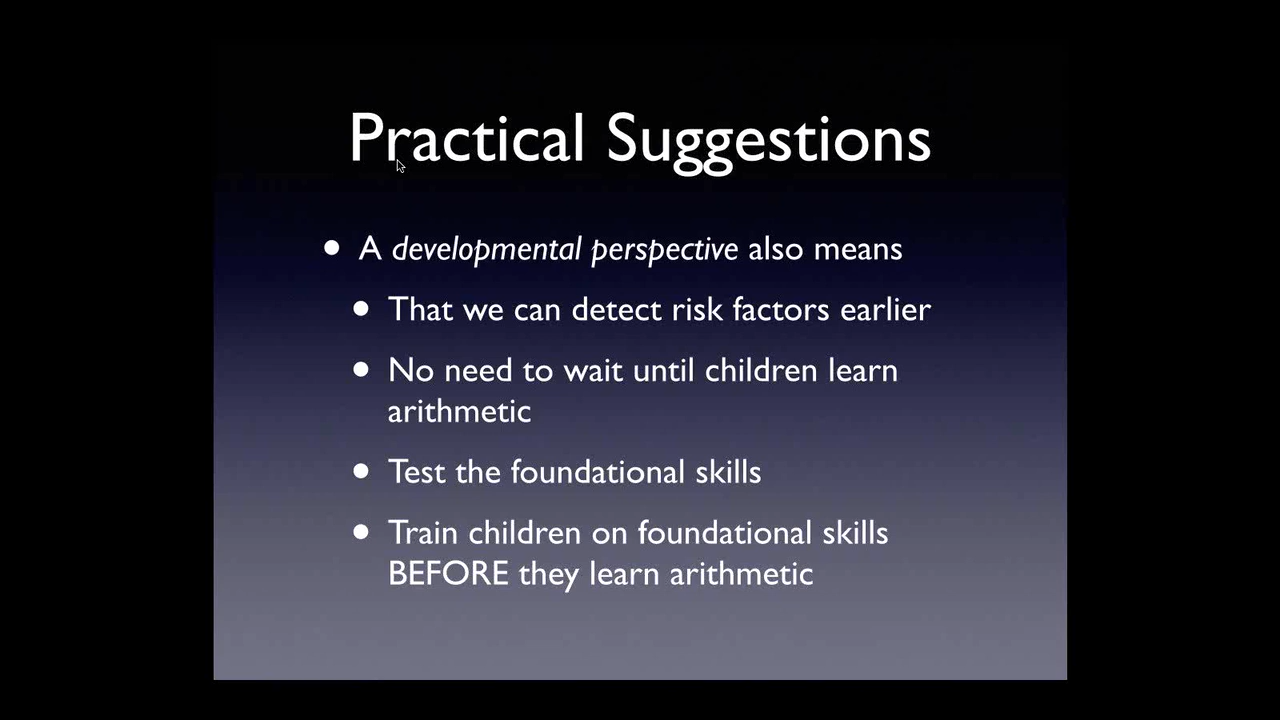 Practical Suggestions
• A developmental perspective also means
• That we can detect risk factors earlier
• No need to wait until children learn
arithmetic
• Test the foundational skills
• Train children on foundational skills
BEFORE they learn arithmetic